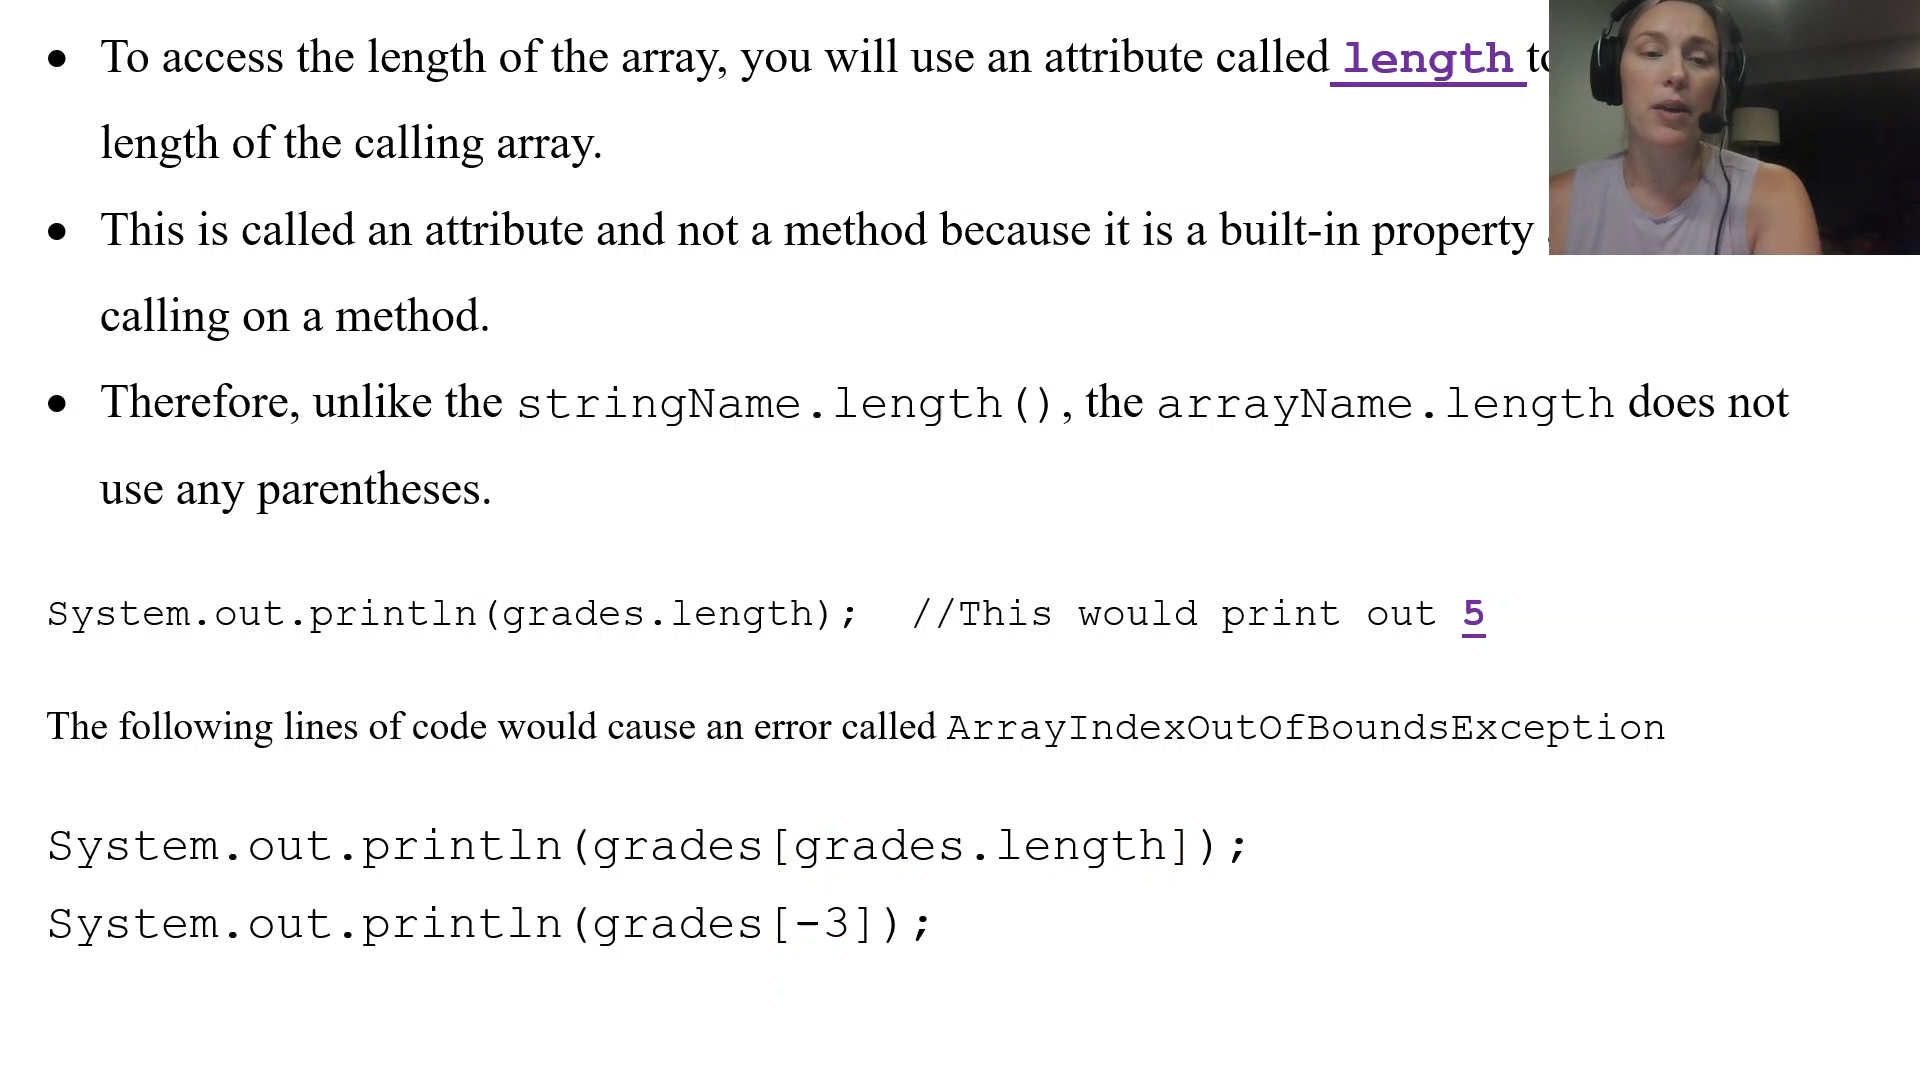 • To access the length of the array, you will use an attribute called length to
length of the calling array.
• This is called an attribute and not a method because it is a built-in property
calling on a method.
• Therefore, unlike the stringName.length(), the arrayName.length does not
use any parentheses.
System.out.println(grades.length); //This would print out 5
The following lines of code would cause an error called ArrayIndexOutOfBoundsException
System.out.println(grades[grades.length]);
System.out.println(grades[-3]);